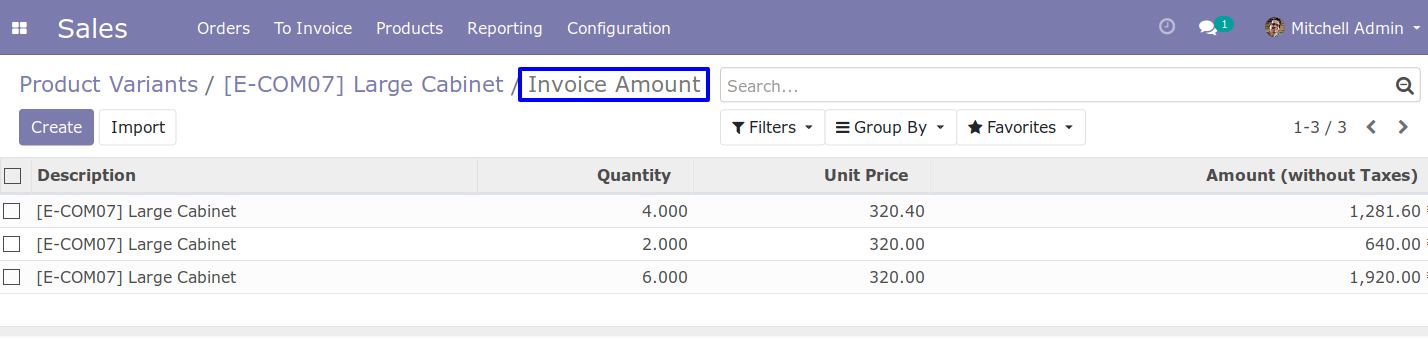 Sales Orders To Invoice Products Reporting Configuration 1 Mitchell Admin
Product Variants / [E-COM07] Large Cabinet / Invoice Amount Search...
Create Import Filters Group By Favorites 1-3 / 3
Description Quantity Unit Price Amount (without Taxes)
[E-COM07] Large Cabinet 4.000 320.40 1,281.60
[E-COM07] Large Cabinet 2.000 320.00 640.00
[E-COM07] Large Cabinet 6.000 320.00 1,920.00